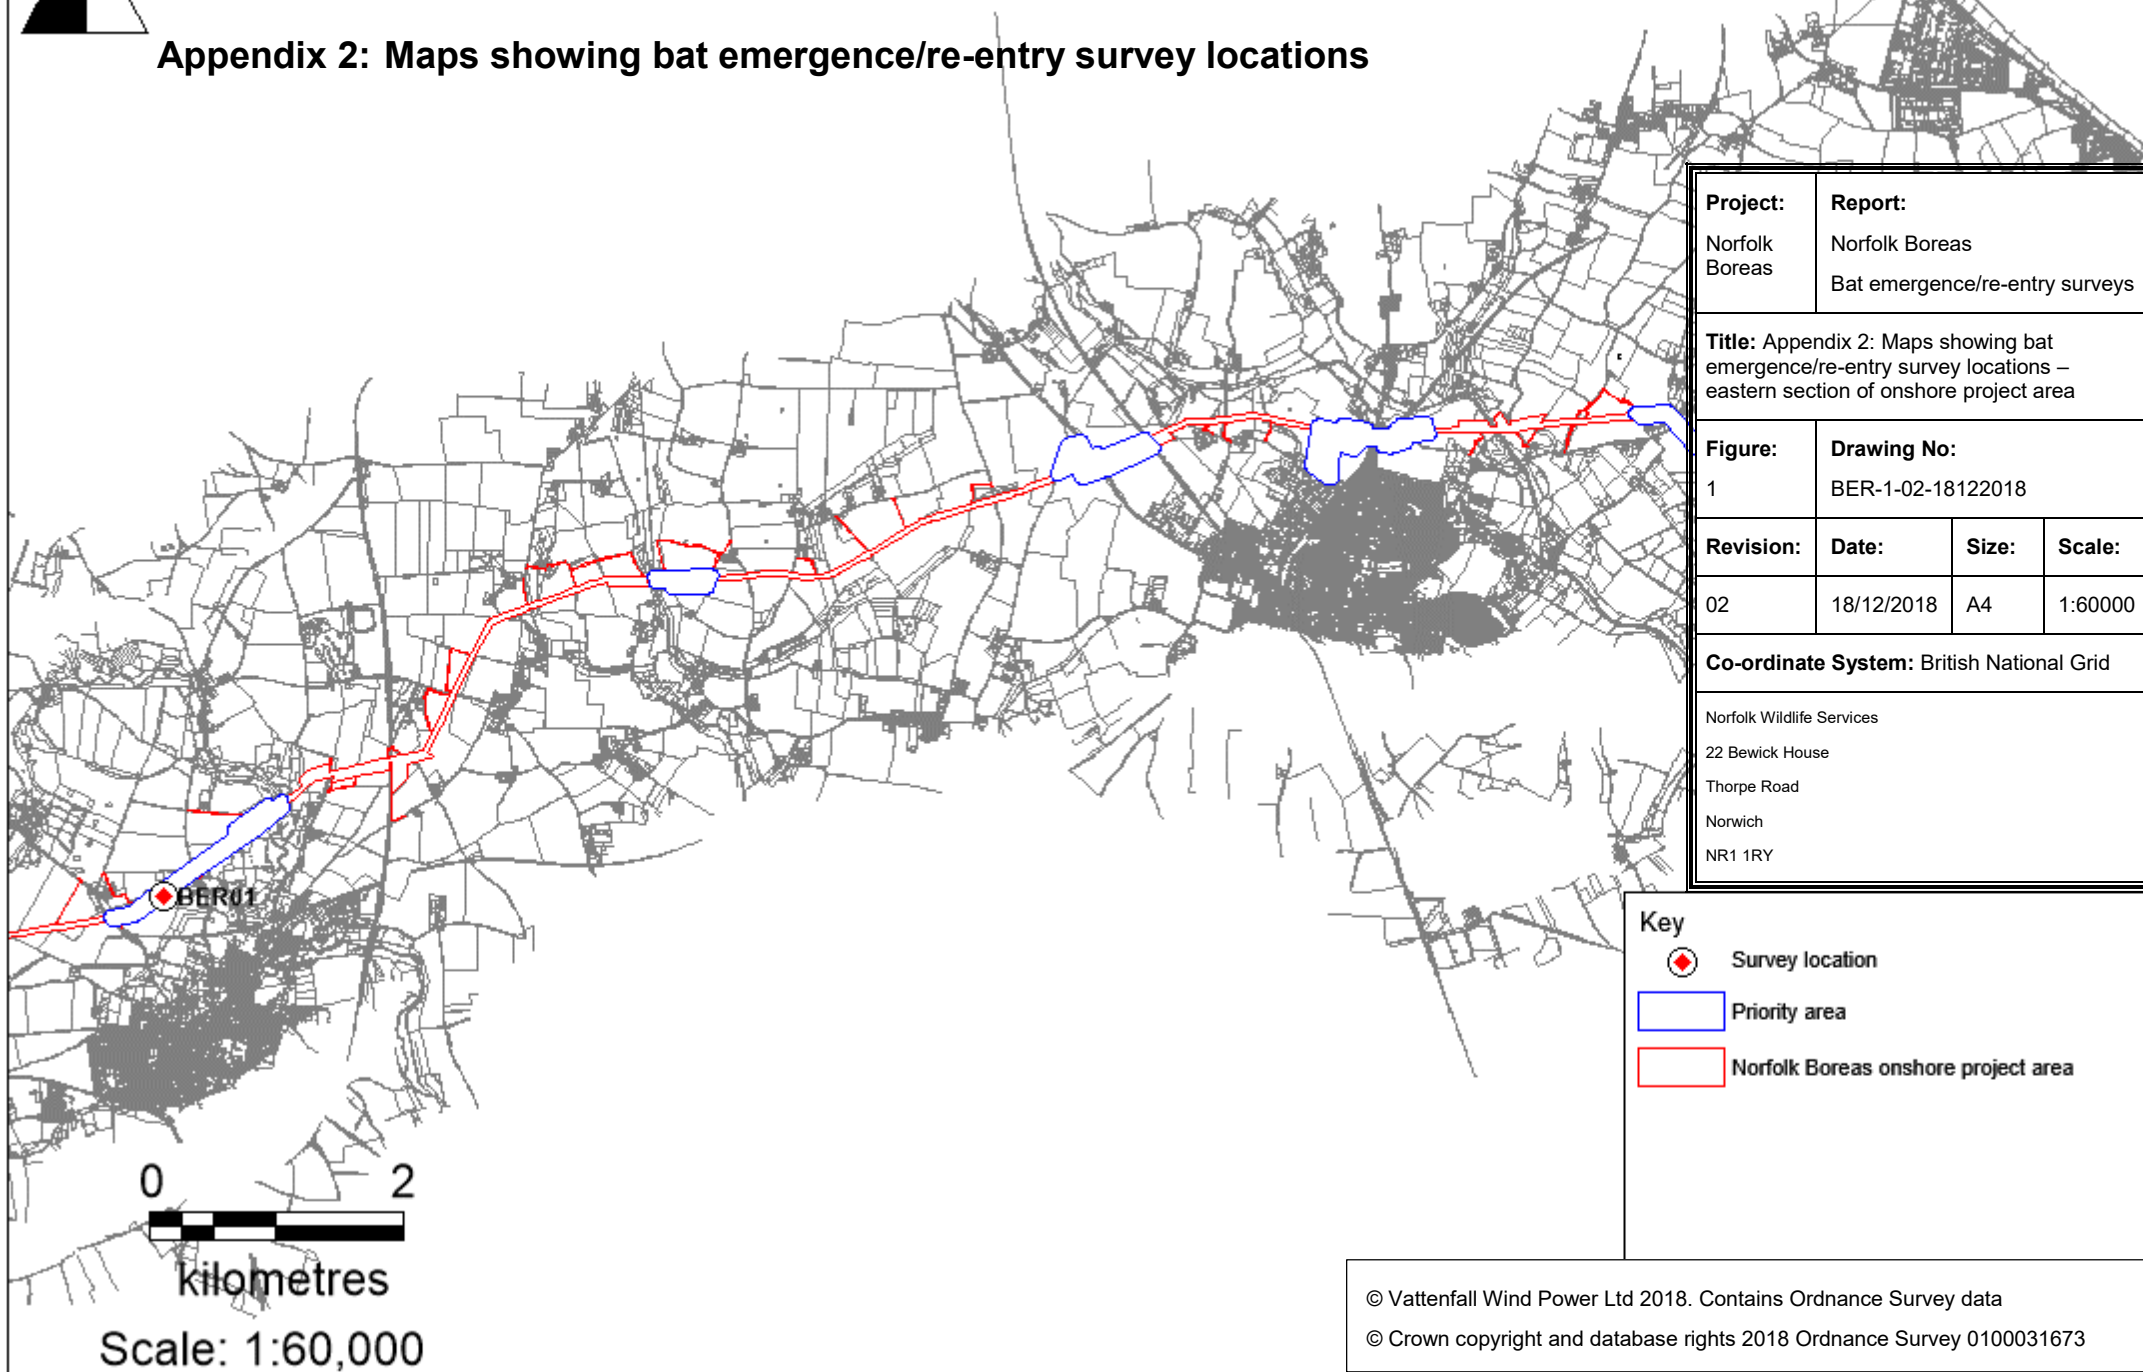 Appendix 2: Maps showing bat emergence/re-entry survey locations
Project:
Norfolk
Boreas
Report:
Norfolk Boreas
Bat emergence/re-entry surveys
Title: Appendix 2: Maps showing bat
emergence/re-entry survey locations –
eastern section of onshore project area
Figure:
1
Drawing No:
BER-1-02-18122018
Revision:
Date:
Size:
Scale:
02
18/12/2018
A4
1:60000
Co-ordinate System: British National Grid
Norfolk Wildlife Services
22 Bewick House
Thorpe Road
Norwich
NR1 1RY
BER01
Key
Survey location
Priority area
Norfolk Boreas onshore project area
0 2
kilometres
Scale: 1:60,000
© Vattenfall Wind Power Ltd 2018. Contains Ordnance Survey data
© Crown copyright and database rights 2018 Ordnance Survey 0100031673